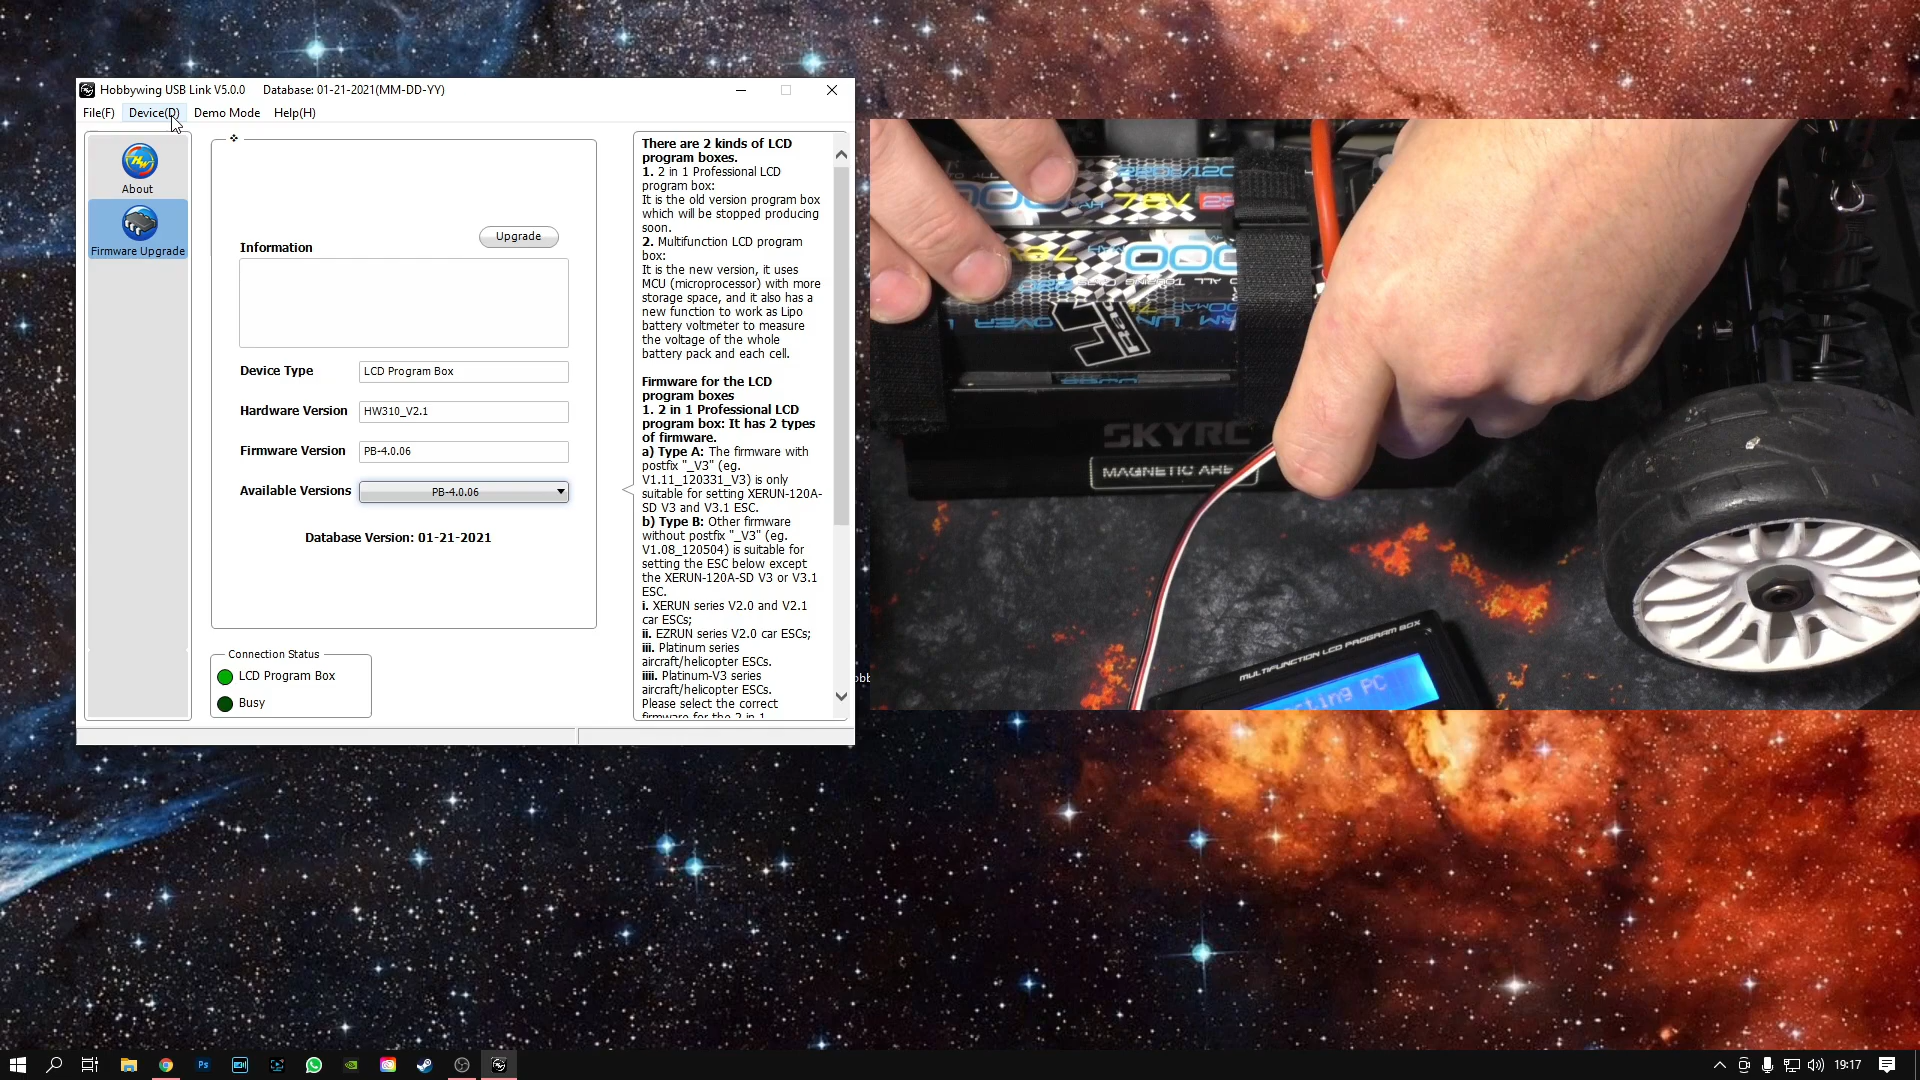 Hobbywing USB Link V5.0.0 Database: 01-21-2021(MM-DD-YY)
File(F) Device(D) Demo Mode Help(H)
About
Firmware Upgrade
Upgrade
Information
Device Type LCD Program Box
Hardware Version HW310_V2.1
Firmware Version PB-4.0.06
Available Versions PB-4.0.06
Database Version: 01-21-2021
Connection Status
LCD Program Box
Busy
There are 2 kinds of LCD
program boxes.
1. 2 in 1 Professional LCD
program box:
It is the old version program box
which will be stopped producing
soon.
2. Multifunction LCD program
box:
It is the new version, it uses
MCU (microprocessor) with more
storage space, and it also has a
new function to work as Lipo
battery voltmeter to measure
the voltage of the whole
battery pack and each cell.
Firmware for the LCD
program boxes
1. 2 in 1 Professional LCD
program box: It has 2 types
of firmware.
a) Type A: The firmware with
postfix "_V3" (eg.
V1.11_120331_V3) is only
suitable for setting XERUN-120A-
SD V3 and V3.1 ESC.
b) Type B: Other firmware
without postfix "_V3" (eg.
V1.08_120504) is suitable for
setting the ESC below except
the XERUN-120A-SD V3 or V3.1
ESC.
i. XERUN series V2.0 and V2.1
car ESCs;
ii. EZRUN series V2.0 car ESCs;
iii. Platinum series
aircraft/helicopter ESCs.
iiii. Platinum-V3 series
aircraft/helicopter ESCs.
Please select the correct
firmware for the 2 in 1
SKYRC
MAGNETIC
MULTIFUNCTION LCD PROGRAM BOX
PC
19:17